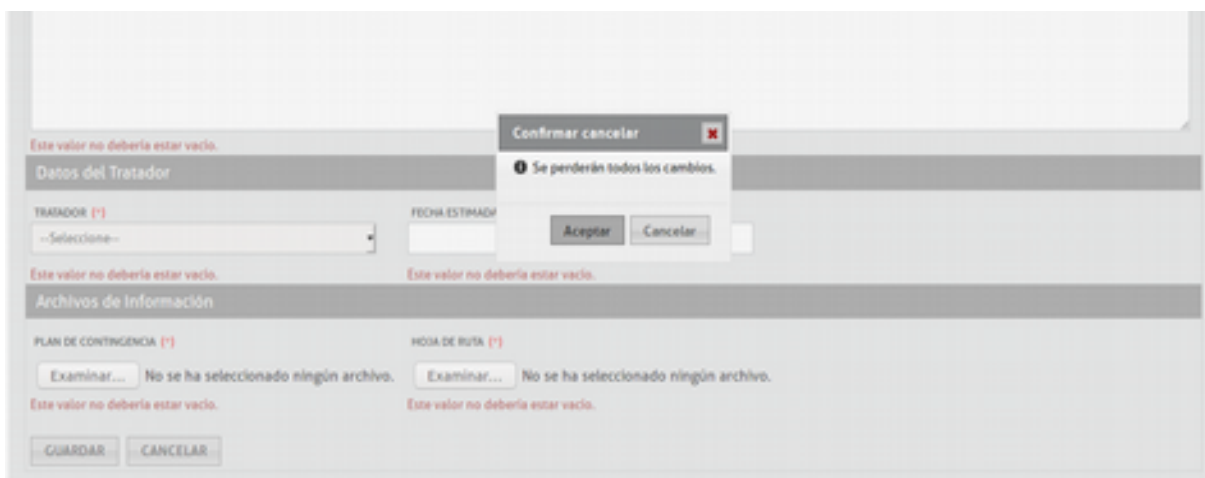 Este valor no debería estar vacío.
Confirmar cancelar
Se perderán todos los cambios.
Aceptar Cancelar
Datos del Tratador
TRATADOR (*) FECHA ESTIMADA
--Seleccione--
Este valor no debería estar vacío. Este valor no debería estar vacío.
Archivos de Información
PLAN DE CONTINGENCIA (*) HOJA DE RUTA (*)
Examinar... No se ha seleccionado ningún archivo. Examinar... No se ha seleccionado ningún archivo.
Este valor no debería estar vacío. Este valor no debería estar vacío.
GUARDAR CANCELAR